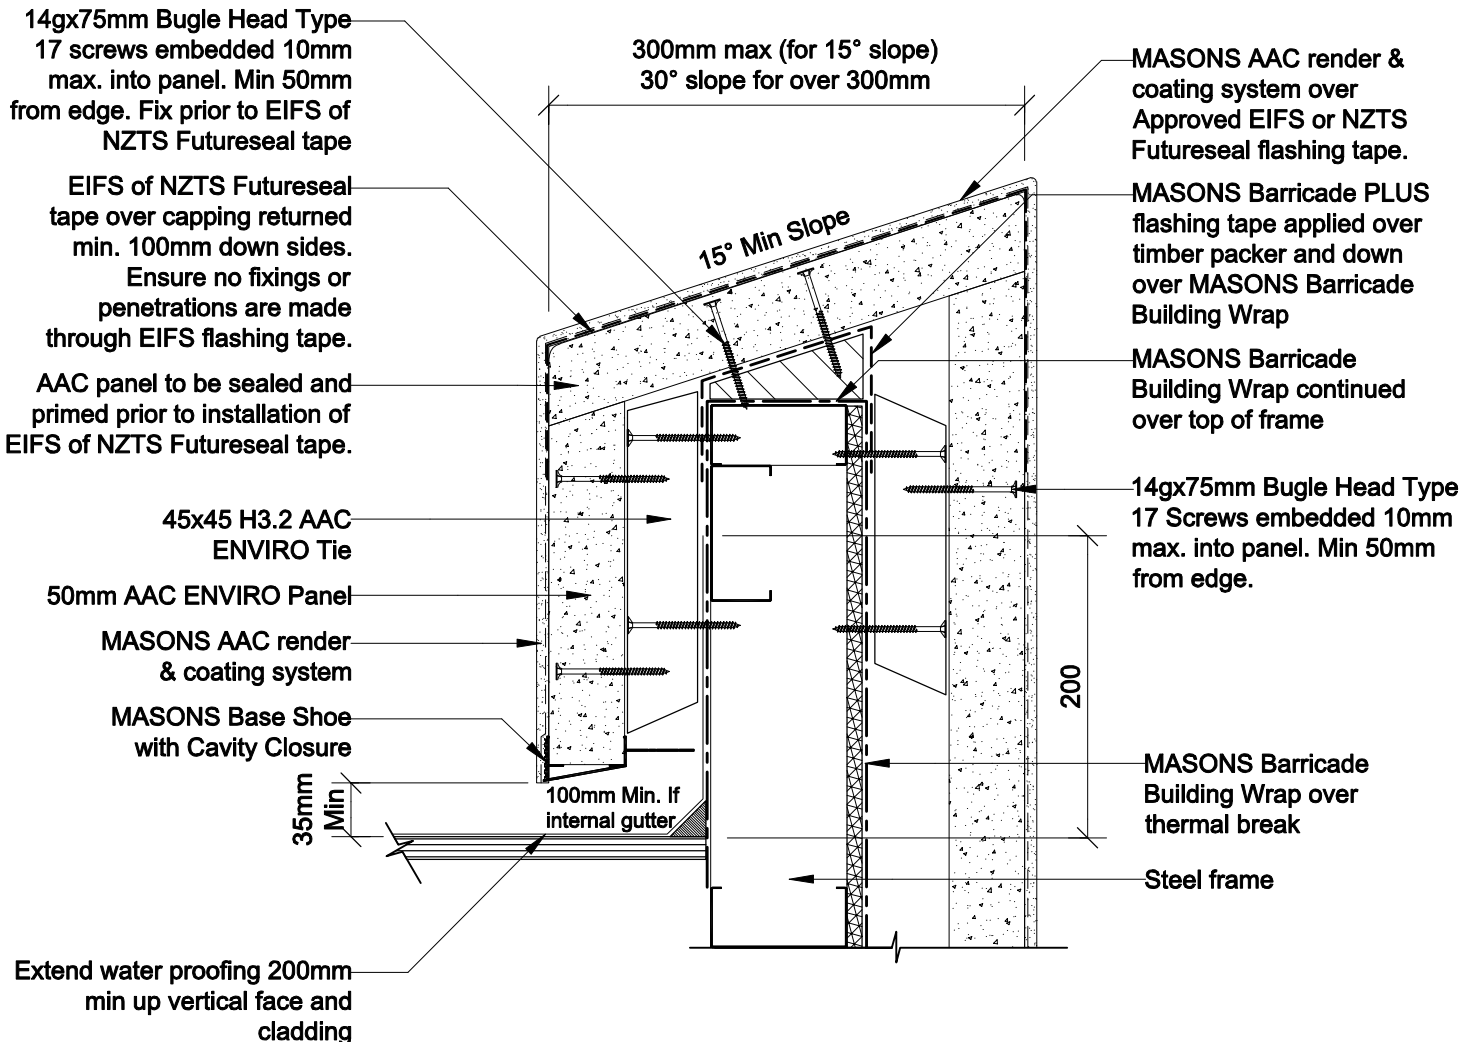 14gx75mm Bugle Head Type
17 screws embedded 10mm
max. into panel. Min 50mm
from edge. Fix prior to EIFS of
NZTS Futureseal tape
EIFS of NZTS Futureseal
tape over capping returned
min. 100mm down sides.
Ensure no fixings or
penetrations are made
through EIFS flashing tape.
AAC panel to be sealed and
primed prior to installation of
EIFS of NZTS Futureseal tape.
45x45 H3.2 AAC
ENVIRO Tie
50mm AAC ENVIRO Panel
MASONS AAC render
& coating system
MASONS Base Shoe
with Cavity Closure
35mm
Min
Extend water proofing 200mm
min up vertical face and
cladding
300mm max (for 15° slope)
30° slope for over 300mm
15° Min Slope
100mm Min. If
internal gutter
200
MASONS AAC render &
coating system over
Approved EIFS or NZTS
Futureseal flashing tape.
MASONS Barricade PLUS
flashing tape applied over
timber packer and down
over MASONS Barricade
Building Wrap
MASONS Barricade
Building Wrap continued
over top of frame
14gx75mm Bugle Head Type
17 Screws embedded 10mm
max. into panel. Min 50mm
from edge.
MASONS Barricade
Building Wrap over
thermal break
Steel frame